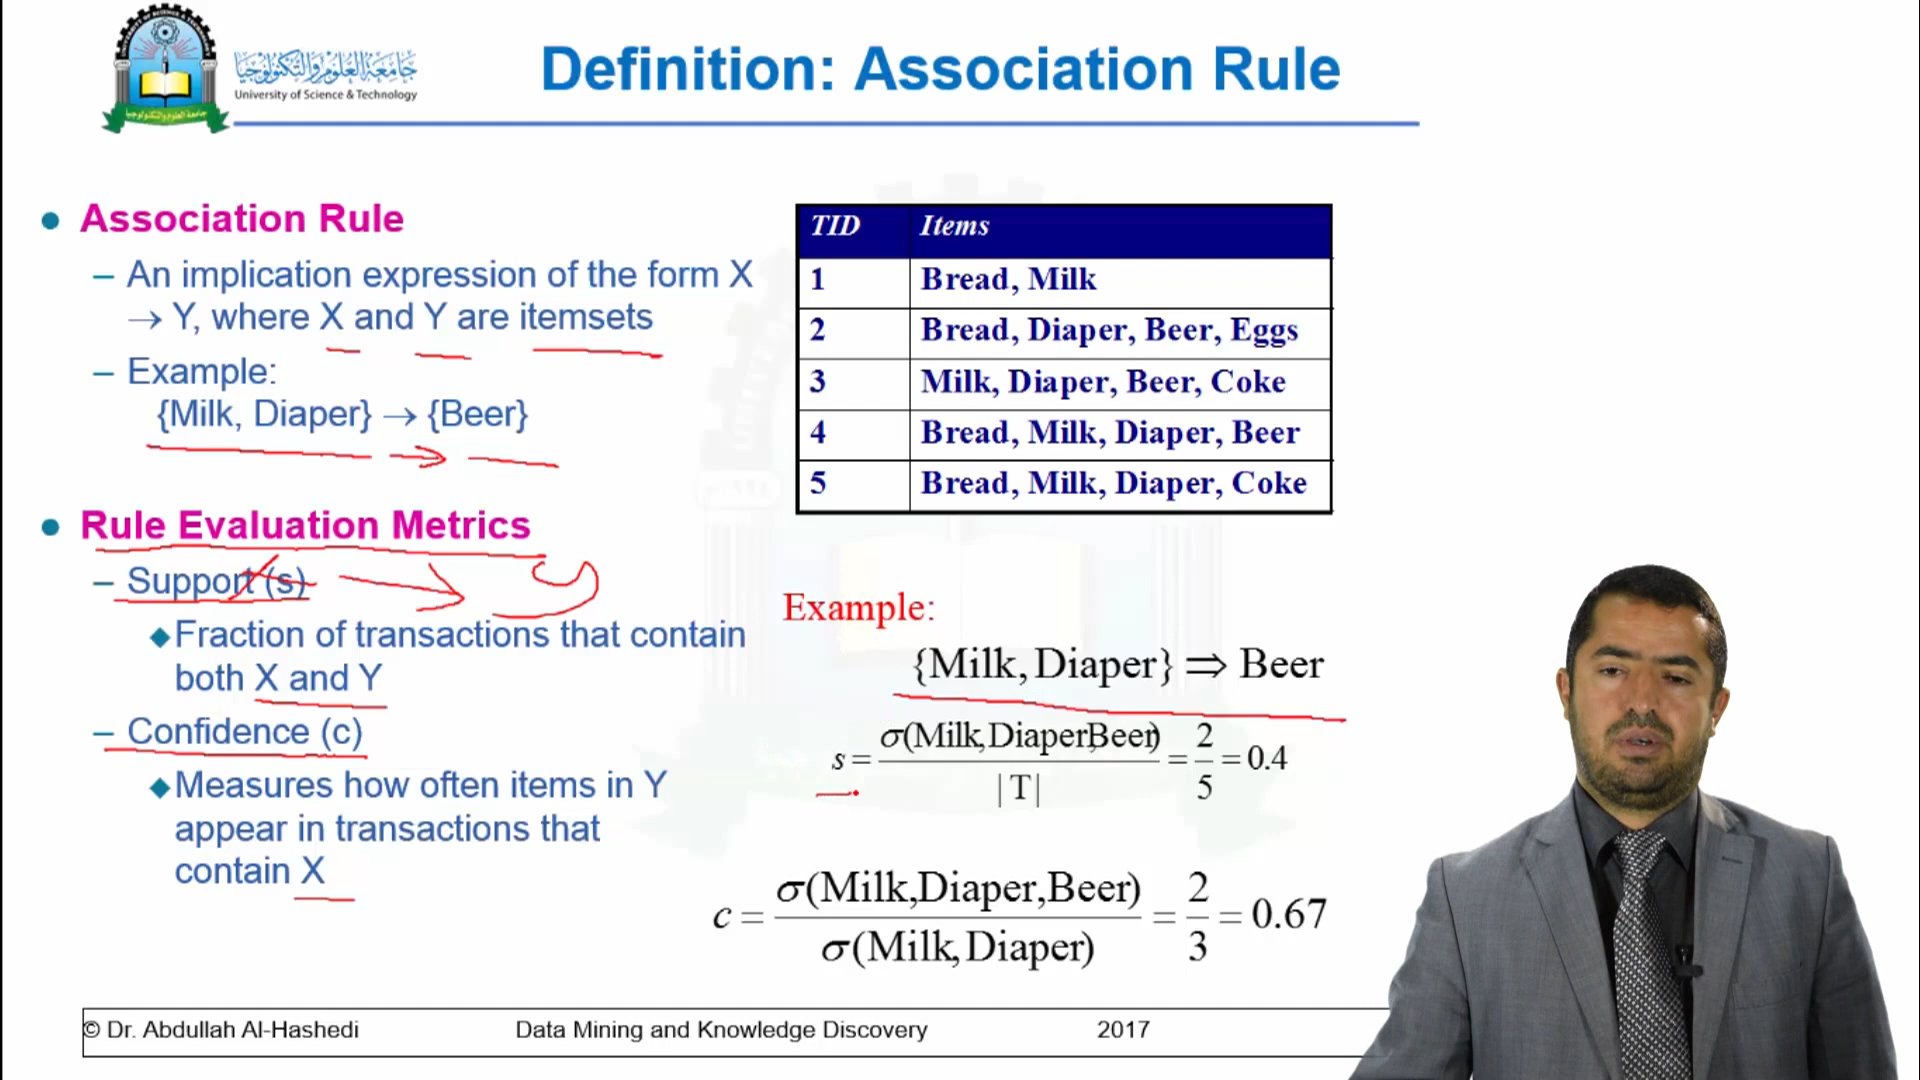 جامعة العلوم والتكنولوجيا
University of Science & Technology
جامعة العلوم والتكنولوجيا
Definition: Association Rule
• Association Rule
– An implication expression of the form X
→ Y, where X and Y are itemsets
– Example:
{Milk, Diaper} → {Beer}
• Rule Evaluation Metrics
– Support (s)
X → y
◆Fraction of transactions that contain
both X and Y
– Confidence (c)
◆Measures how often items in Y
appear in transactions that
contain X
TID Items
1 Bread, Milk
2 Bread, Diaper, Beer, Eggs
3 Milk, Diaper, Beer, Coke
4 Bread, Milk, Diaper, Beer
5 Bread, Milk, Diaper, Coke
Example:
{Milk, Diaper} ⇒ Beer
s = σ(Milk,Diaper,Beer) / |T| = 2/5 = 0.4
c = σ(Milk,Diaper,Beer) / σ(Milk,Diaper) = 2/3 = 0.67
© Dr. Abdullah Al-Hashedi Data Mining and Knowledge Discovery 2017